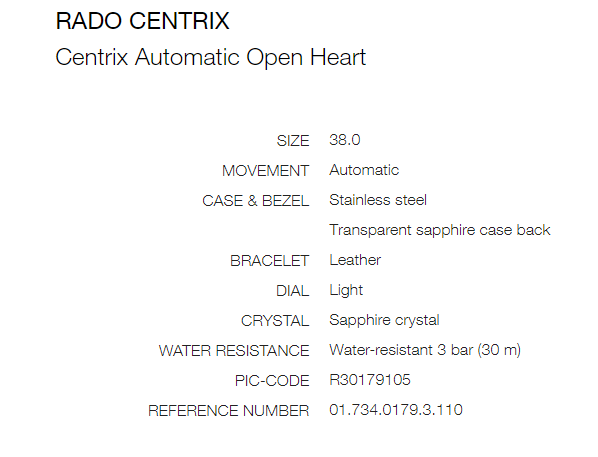 RADO CENTRIX
Centrix Automatic Open Heart
SIZE 38.0
MOVEMENT Automatic
CASE & BEZEL Stainless steel
Transparent sapphire case back
BRACELET Leather
DIAL Light
CRYSTAL Sapphire crystal
WATER RESISTANCE Water-resistant 3 bar (30 m)
PIC-CODE R30179105
REFERENCE NUMBER 01.734.0179.3.110